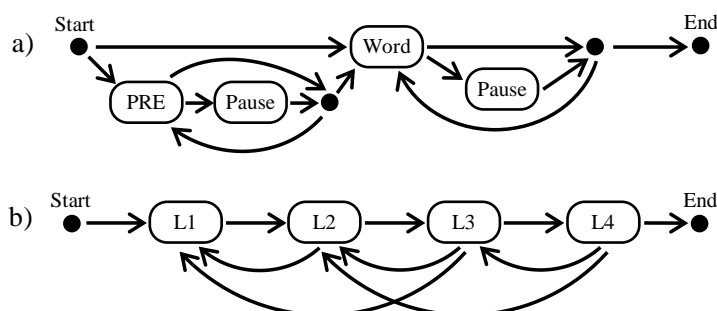 a)
Start
Word
End
PRE
Pause
Pause
b)
Start
L1
L2
L3
L4
End